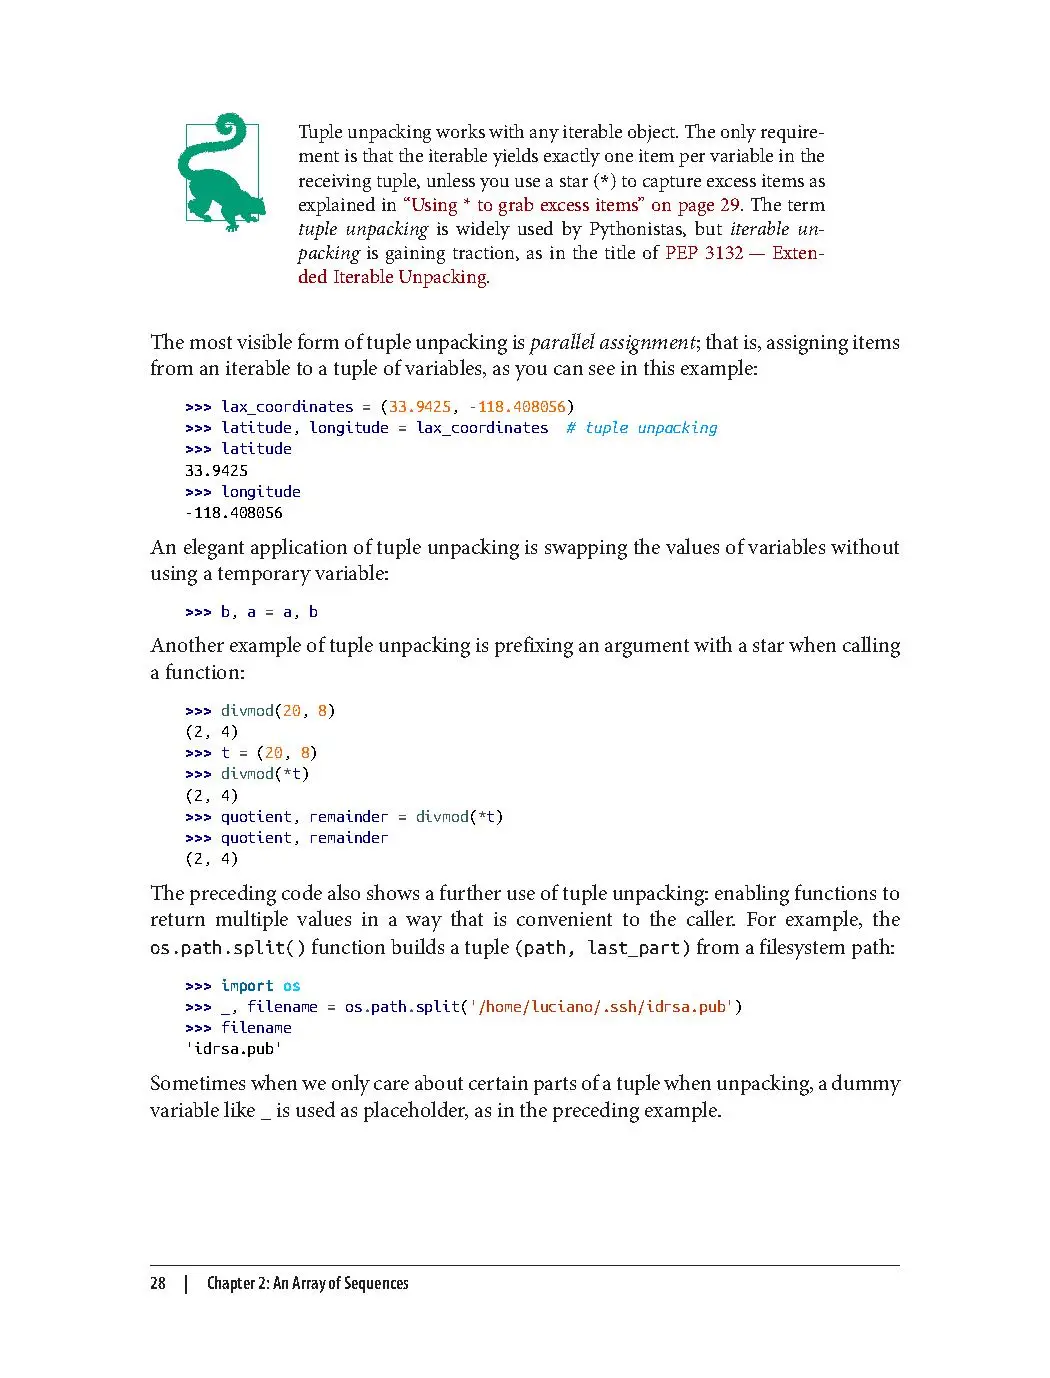 Tuple unpacking works with any iterable object. The only require-
ment is that the iterable yields exactly one item per variable in the
receiving tuple, unless you use a star (*) to capture excess items as
explained in “Using * to grab excess items” on page 29. The term
tuple unpacking is widely used by Pythonistas, but iterable un-
packing is gaining traction, as in the title of PEP 3132 — Exten-
ded Iterable Unpacking.
The most visible form of tuple unpacking is parallel assignment; that is, assigning items
from an iterable to a tuple of variables, as you can see in this example:
>>> lax_coordinates = (33.9425, -118.408056)
>>> latitude, longitude = lax_coordinates  # tuple unpacking
>>> latitude
33.9425
>>> longitude
-118.408056
An elegant application of tuple unpacking is swapping the values of variables without
using a temporary variable:
>>> b, a = a, b
Another example of tuple unpacking is prefixing an argument with a star when calling
a function:
>>> divmod(20, 8)
(2, 4)
>>> t = (20, 8)
>>> divmod(*t)
(2, 4)
>>> quotient, remainder = divmod(*t)
>>> quotient, remainder
(2, 4)
The preceding code also shows a further use of tuple unpacking: enabling functions to
return multiple values in a way that is convenient to the caller. For example, the
os.path.split() function builds a tuple (path, last_part) from a filesystem path:
>>> import os
>>> _, filename = os.path.split('/home/luciano/.ssh/idrsa.pub')
>>> filename
'idrsa.pub'
Sometimes when we only care about certain parts of a tuple when unpacking, a dummy
variable like _ is used as placeholder, as in the preceding example.
28 | Chapter 2: An Array of Sequences